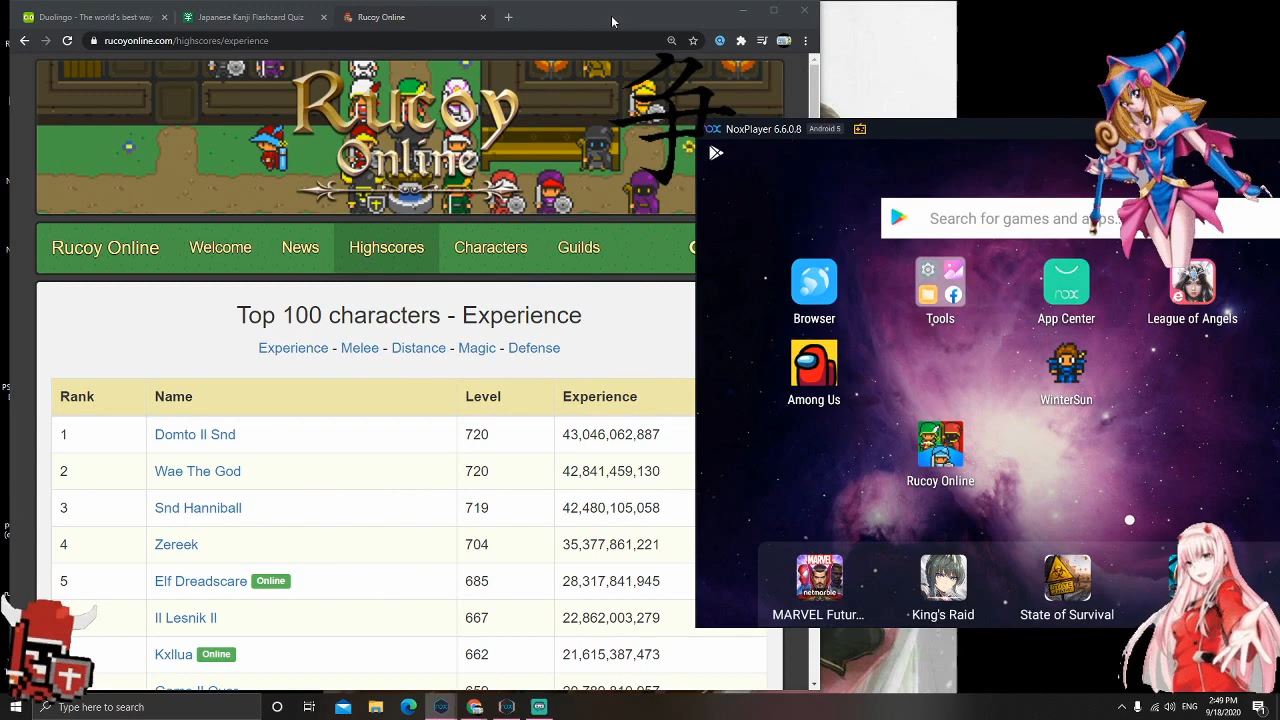 Duolingo - The world's best way
Japanese Kanji Flashcard Quiz
Rucoy Online
rucoyonline.com/highscores/experience
Rucoy
Online
争
Rucoy Online
Welcome
News
Highscores
Characters
Guilds
Top 100 characters - Experience
Experience - Melee - Distance - Magic - Defense
Rank Name Level Experience
1 Domto II Snd 720 43,046,062,887
2 Wae The God 720 42,841,459,130
3 Snd Hanniball 719 42,480,105,058
4 Zereek 704 35,377,861,221
5 Elf Dreadscare Online 685 28,317,841,945
6 II Lesnik II 667 22,862,003,279
7 Kxllua Online 662 21,615,387,473
NoxPlayer 6.6.0.8 Android 5
Search for games and apps..
Browser
Tools
nox
App Center
League of Angels
Among Us
WinterSun
Rucoy Online
MARVEL
netmarble
MARVEL Futur...
King's Raid
State of Survival
Type here to search
ENG
2:49 PM
9/18/2020